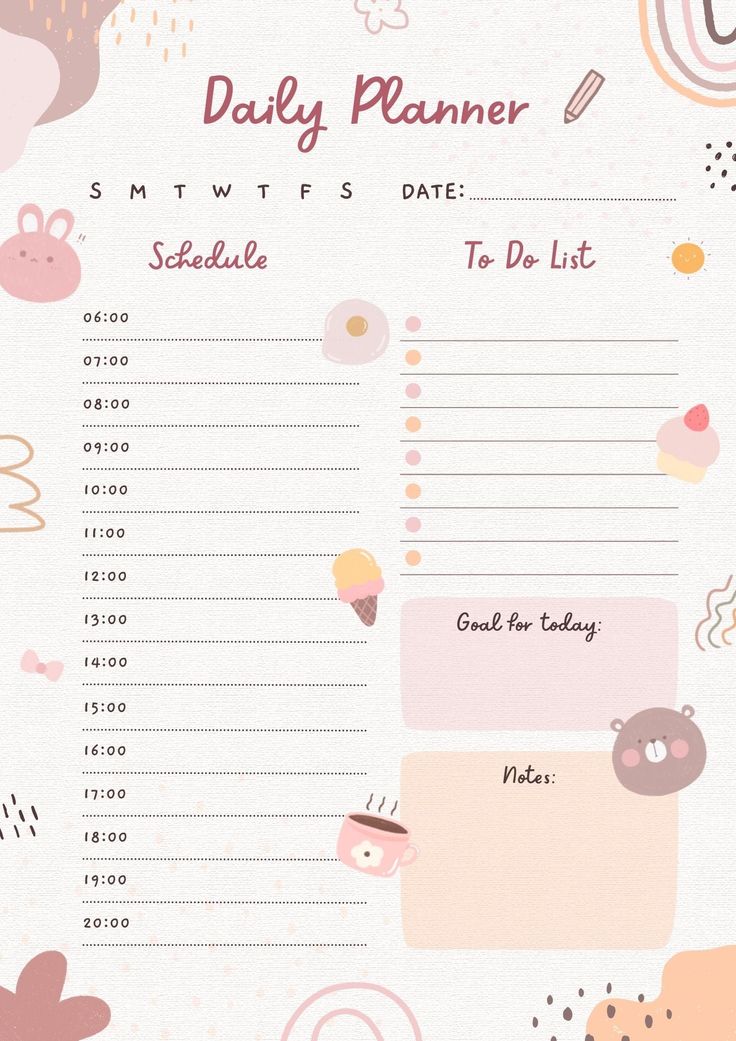 Daily Planner
S M T W T F S DATE:
Schedule
06:00
07:00
08:00
09:00
10:00
11:00
12:00
13:00
14:00
15:00
16:00
17:00
18:00
19:00
20:00
To Do List
Goal for today:
Notes: